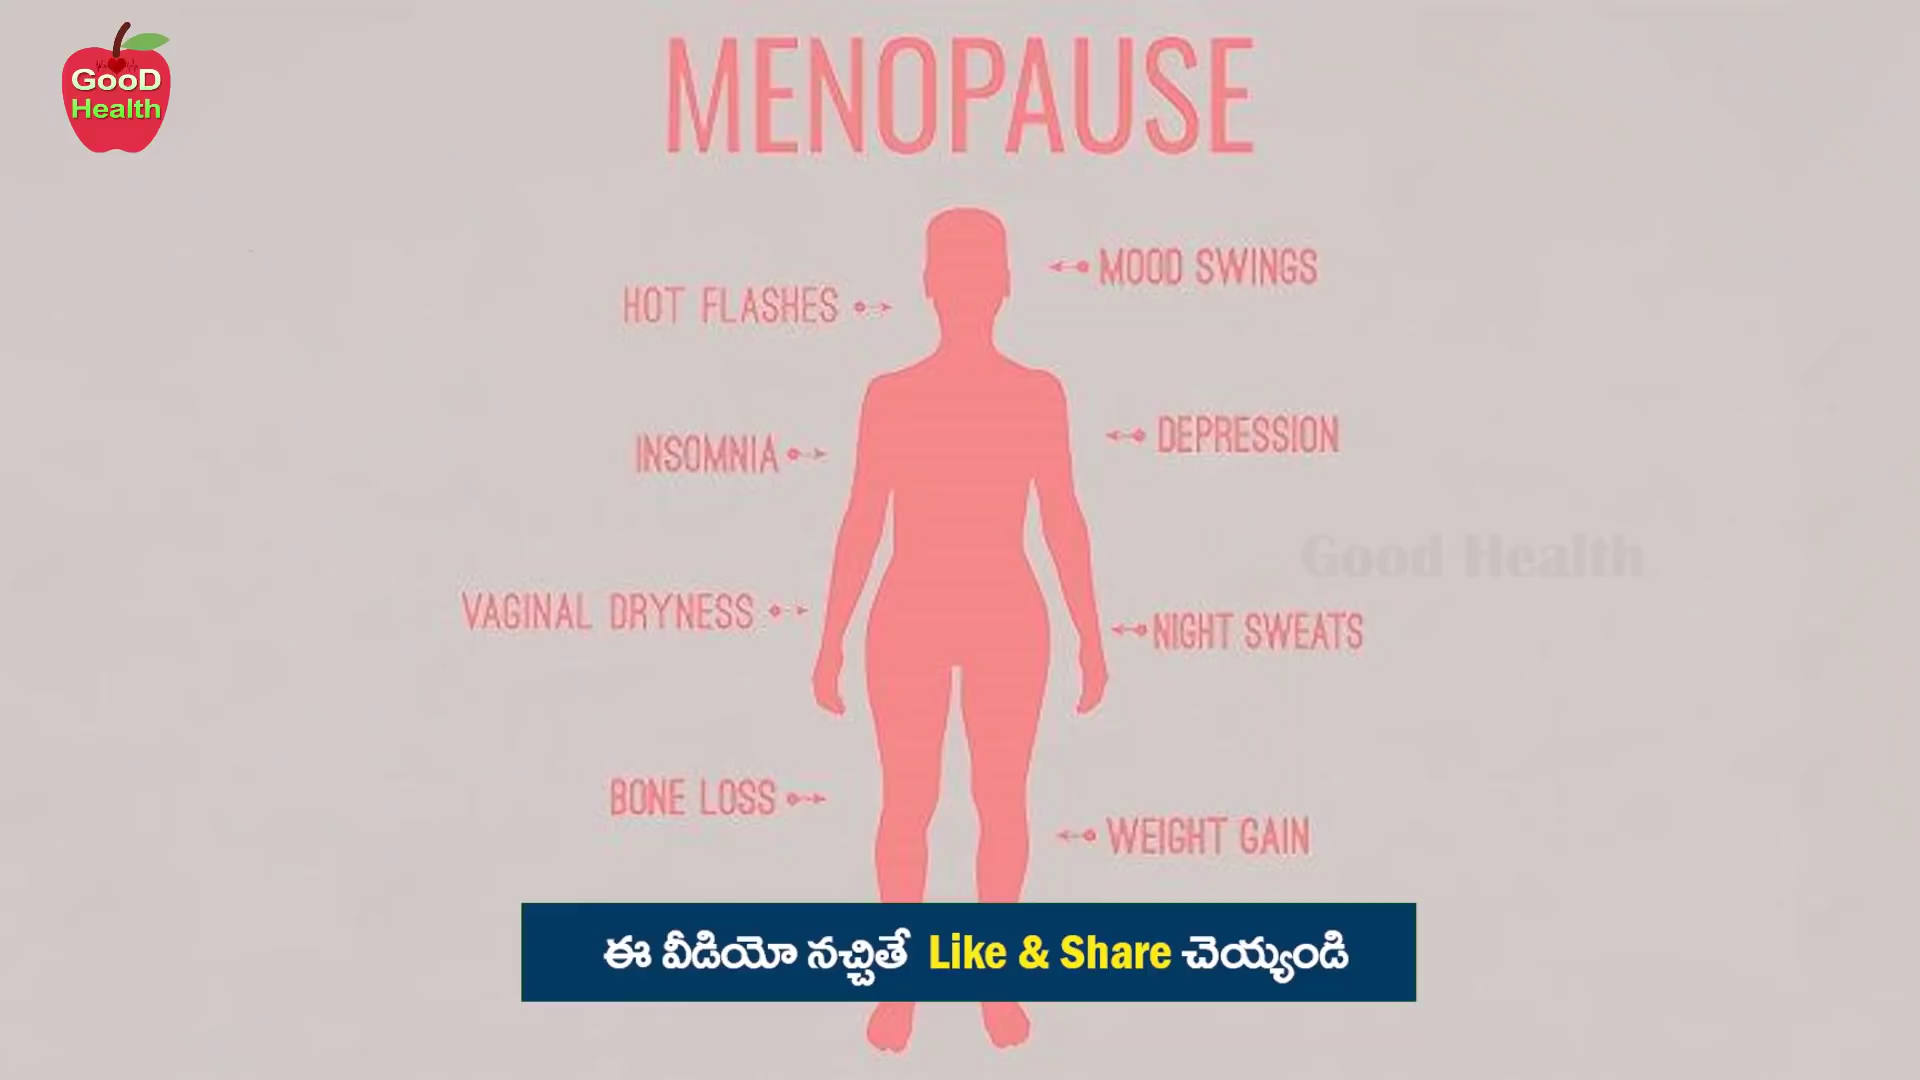 GooD
Health
MENOPAUSE
MOOD SWINGS
HOT FLASHES
DEPRESSION
INSOMNIA
Good Health
VAGINAL DRYNESS
NIGHT SWEATS
BONE LOSS
WEIGHT GAIN
ఈ వీడియో నచ్చితే Like & Share చెయ్యండి